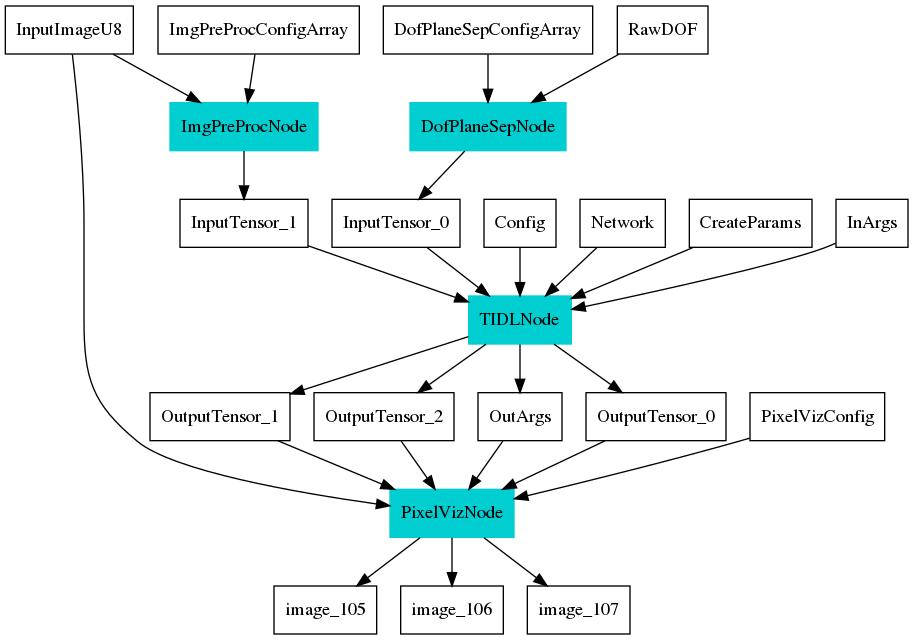 InputImageU8
ImgPreProcConfigArray
DofPlaneSepConfigArray
RawDOF
ImgPreProcNode
DofPlaneSepNode
InputTensor_1
InputTensor_0
Config
Network
CreateParams
InArgs
TIDLNode
OutputTensor_1
OutputTensor_2
OutArgs
OutputTensor_0
PixelVizConfig
PixelVizNode
image_105
image_106
image_107